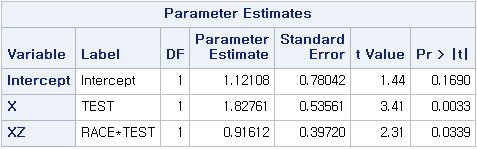 Parameter Estimates
Variable Label DF Parameter Estimate Standard Error t Value Pr > |t|
Intercept Intercept 1 1.12108 0.78042 1.44 0.1690
X TEST 1 1.82761 0.53561 3.41 0.0033
XZ RACE*TEST 1 0.91612 0.39720 2.31 0.0339